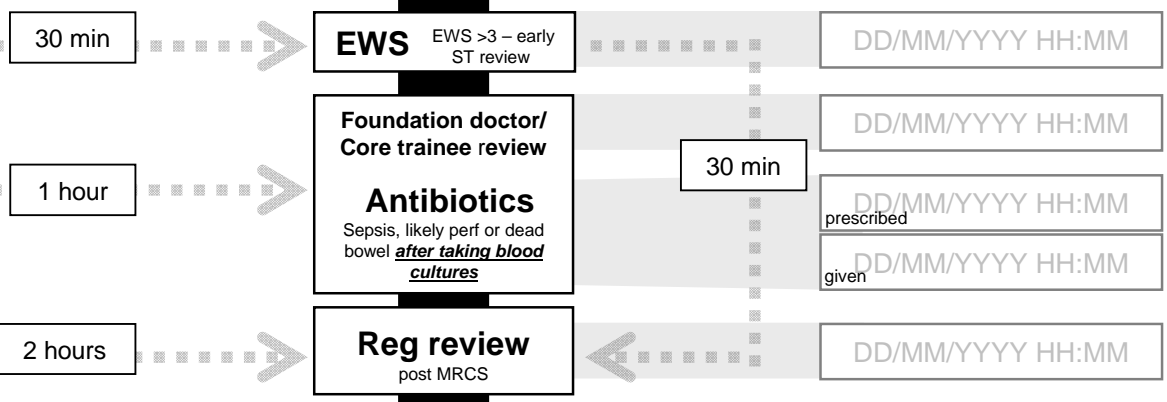 30 min
EWS
EWS >3 – early
ST review
DD/MM/YYYY HH:MM
Foundation doctor/
Core trainee review
DD/MM/YYYY HH:MM
30 min
1 hour
Antibiotics
Sepsis, likely perf or dead
bowel after taking blood
cultures
DD/MM/YYYY HH:MM
prescribed
DD/MM/YYYY HH:MM
given
2 hours
Reg review
post MRCS
DD/MM/YYYY HH:MM